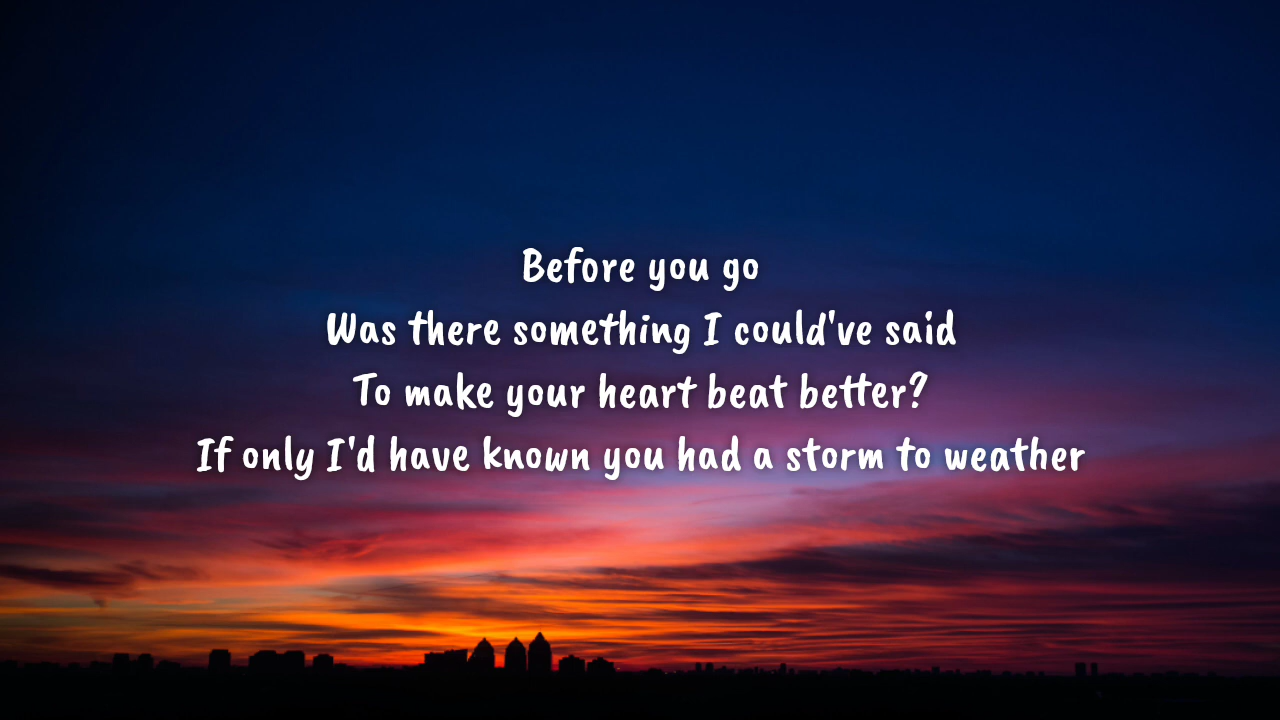 Before you go
Was there something I could've said
To make your heart beat better?
If only I'd have known you had a storm to weather